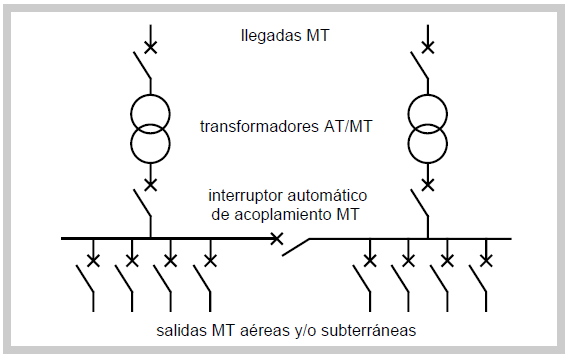 llegadas MT
transformadores AT/MT
interruptor automático
de acoplamiento MT
salidas MT aéreas y/o subterráneas